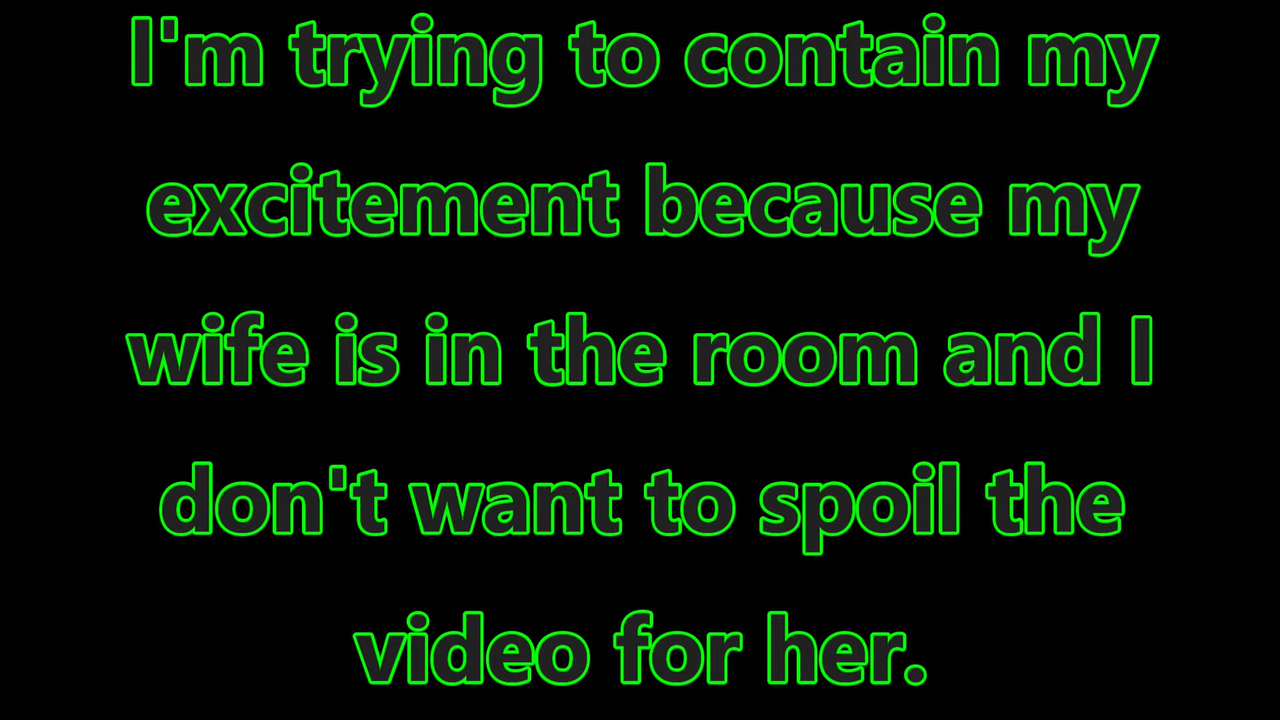 I'm trying to contain my
excitement because my
wife is in the room and I
don't want to spoil the
video for her.